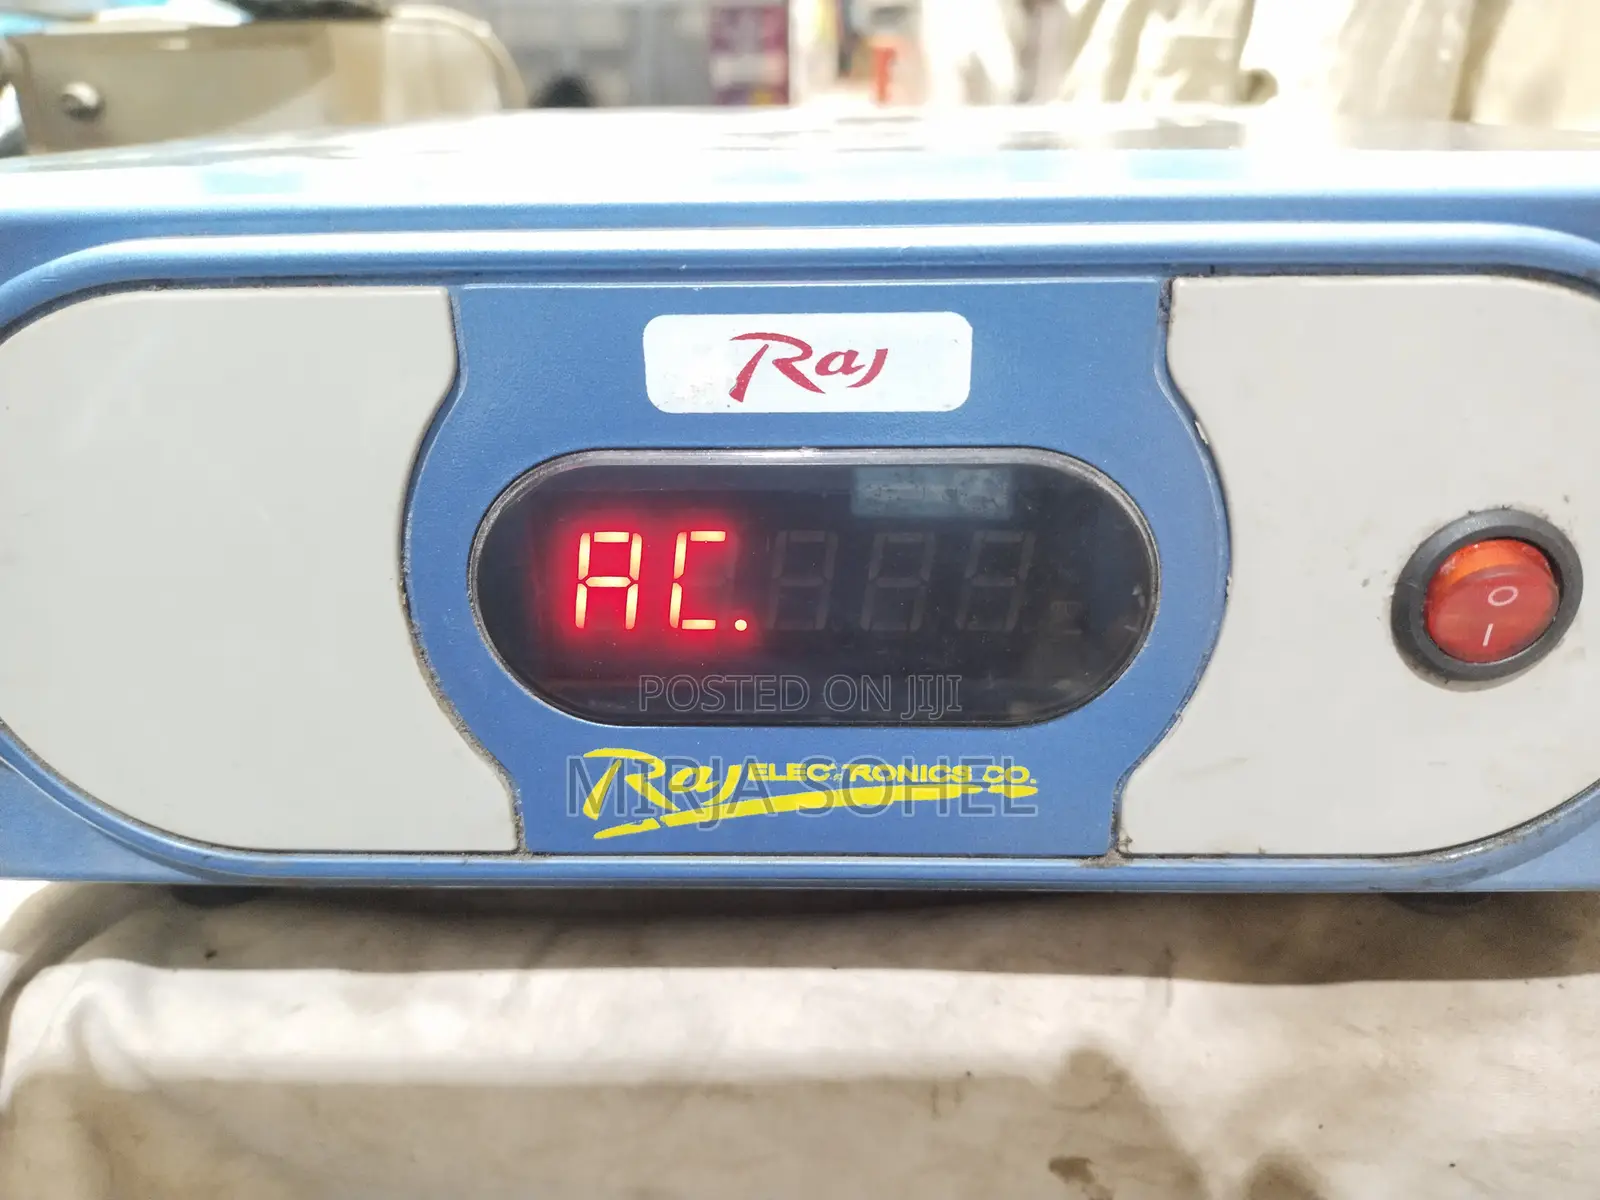 Raj
AC.
POSTED ON JIJI
Raj ELECTRONICS CO.
MIRJA SOHEL
O
I